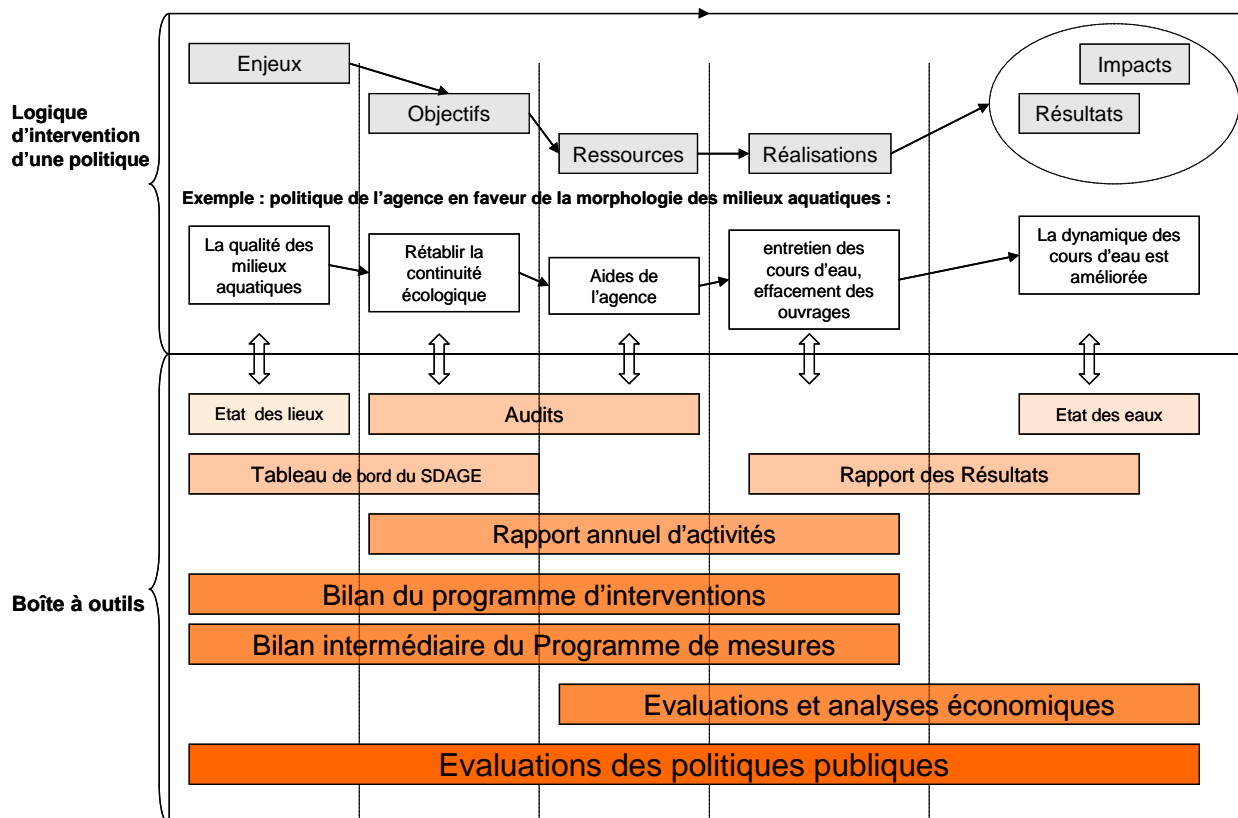 Enjeux
Impacts
Objectifs
Résultats
Logique
d'intervention
d'une politique
Ressources
Réalisations
Exemple : politique de l'agence en faveur de la morphologie des milieux aquatiques :
La qualité des
milieux
aquatiques
Rétablir la
continuité
écologique
Aides de
l'agence
entretien des
cours d'eau,
effacement des
ouvrages
La dynamique des
cours d'eau est
améliorée
Etat des lieux
Audits
Etat des eaux
Tableau de bord du SDAGE
Rapport des Résultats
Rapport annuel d'activités
Boîte à outils
Bilan du programme d'interventions
Bilan intermédiaire du Programme de mesures
Evaluations et analyses économiques
Evaluations des politiques publiques